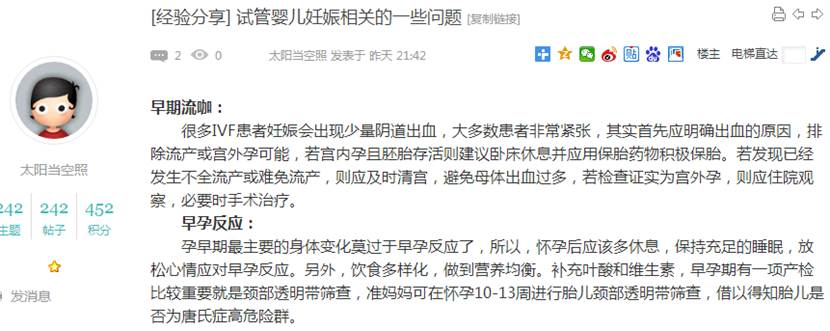 [经验分享] 试管婴儿妊娠相关的一些问题 [复制链接]
2 0 太阳当空照 发表于 昨天 21:42 贴 楼主 电梯直达
太阳当空照
242 242 452
主题 帖子 积分
发消息
早期流咖：
很多IVF患者妊娠会出现少量阴道出血，大多数患者非常紧张，其实首先应明确出血的原因，排
除流产或宫外孕可能，若宫内孕且胚胎存活则建议卧床休息并应用保胎药物积极保胎。若发现已经
发生不全流产或难免流产，则应及时清宫，避免母体出血过多，若检查证实为宫外孕，则应住院观
察，必要时手术治疗。
早孕反应：
孕早期最主要的身体变化莫过于早孕反应了，所以，怀孕后应该多休息，保持充足的睡眠，放
松心情应对早孕反应。另外，饮食多样化，做到营养均衡。补充叶酸和维生素，早孕期有一项产检
比较重要就是颈部透明带筛查，准妈妈可在怀孕10-13周进行胎儿颈部透明带筛查，借以得知胎儿是
否为唐氏症高危险群。